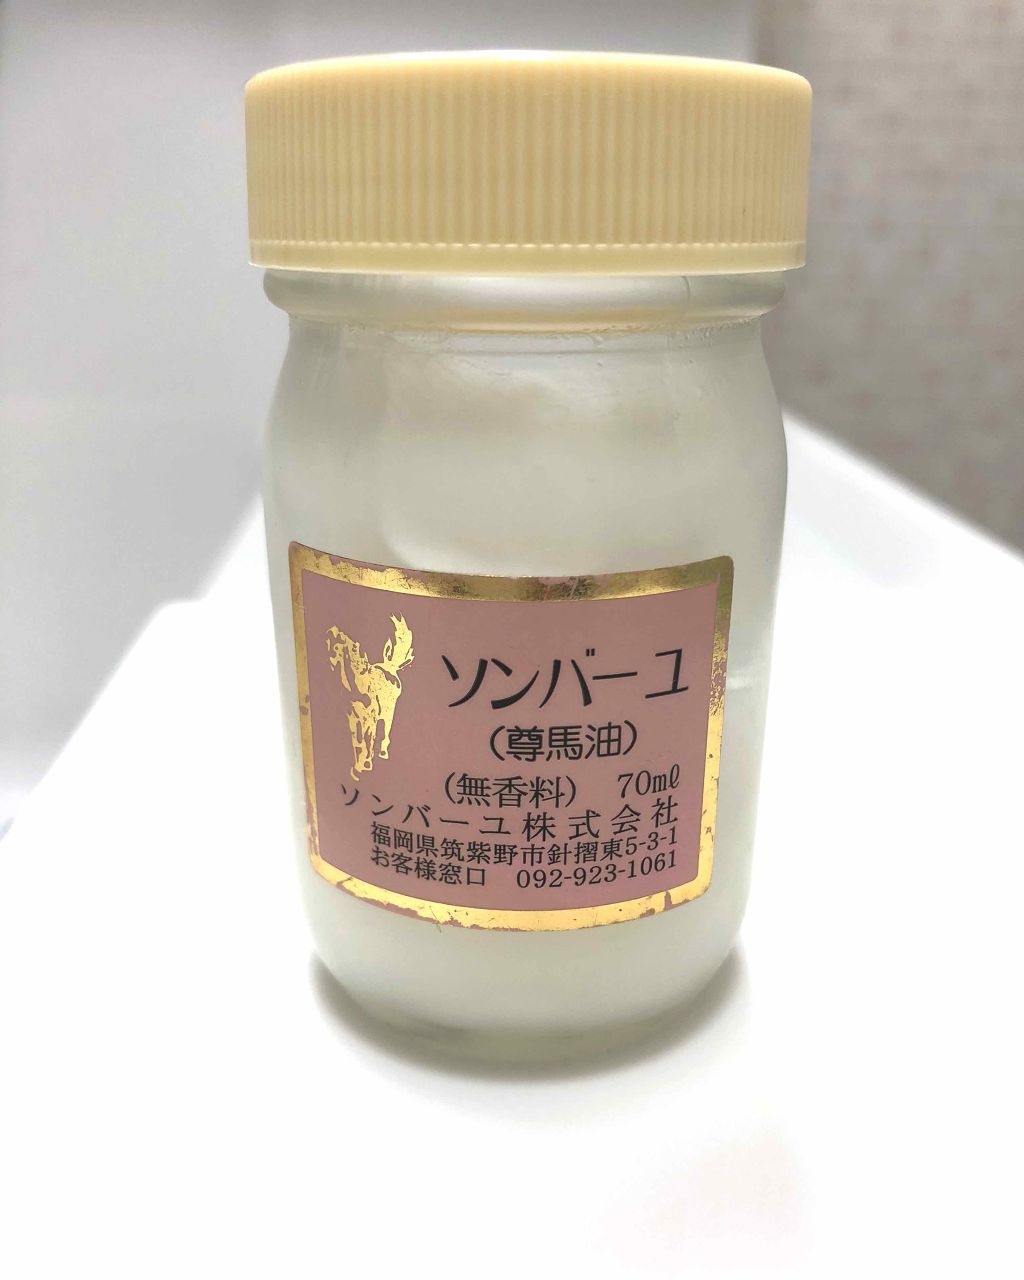 ソンバーユ
(尊馬油)
(無香料) 70mℓ
ソンバーユ株式会社
福岡県筑紫野市針摺東5-3-1
お客様窓口 092-923-1061